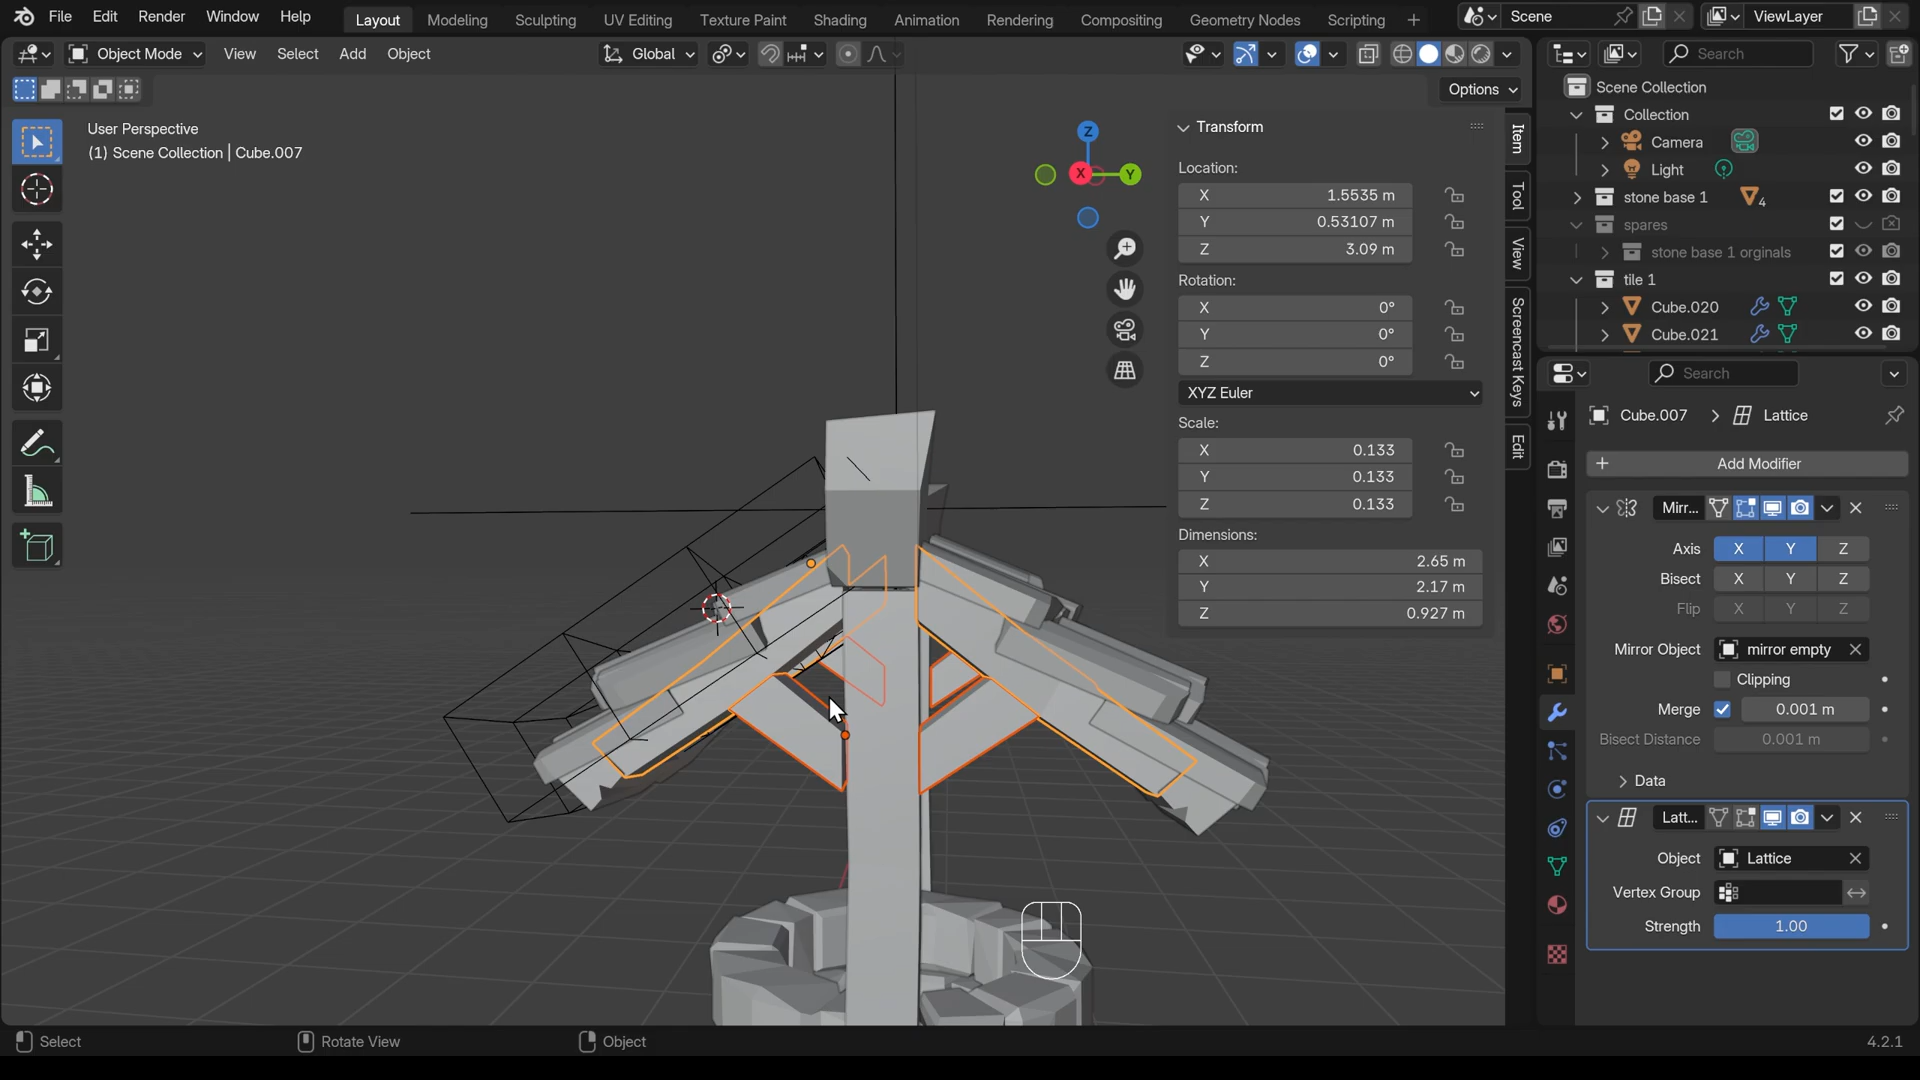 File Edit Render Window Help Layout Modeling Sculpting UV Editing Texture Paint Shading Animation Rendering Compositing Geometry Nodes Scripting + Scene ViewLayer
Object Mode View Select Add Object Global Search
Options
User Perspective
(1) Scene Collection | Cube.007
Z
X
Y
Transform
Location:
X 1.5535 m
Y 0.53107 m
Z 3.09 m
Rotation:
X 0°
Y 0°
Z 0°
XYZ Euler
Scale:
X 0.133
Y 0.133
Z 0.133
Dimensions:
X 2.65 m
Y 2.17 m
Z 0.927 m
Item
Tool
View
Screencast Keys
Edit
Scene Collection
Collection
Camera
Light
stone base 1 4
spares
stone base 1 orginals
tile 1
Cube.020
Cube.021
Search
Cube.007 > Lattice
+ Add Modifier
Mirr...
Axis X Y Z
Bisect X Y Z
Flip X Y Z
Mirror Object mirror empty
Clipping
Merge 0.001 m
Bisect Distance 0.001 m
Data
Latt...
Object Lattice
Vertex Group
Strength 1.00
Select Rotate View Object 4.2.1